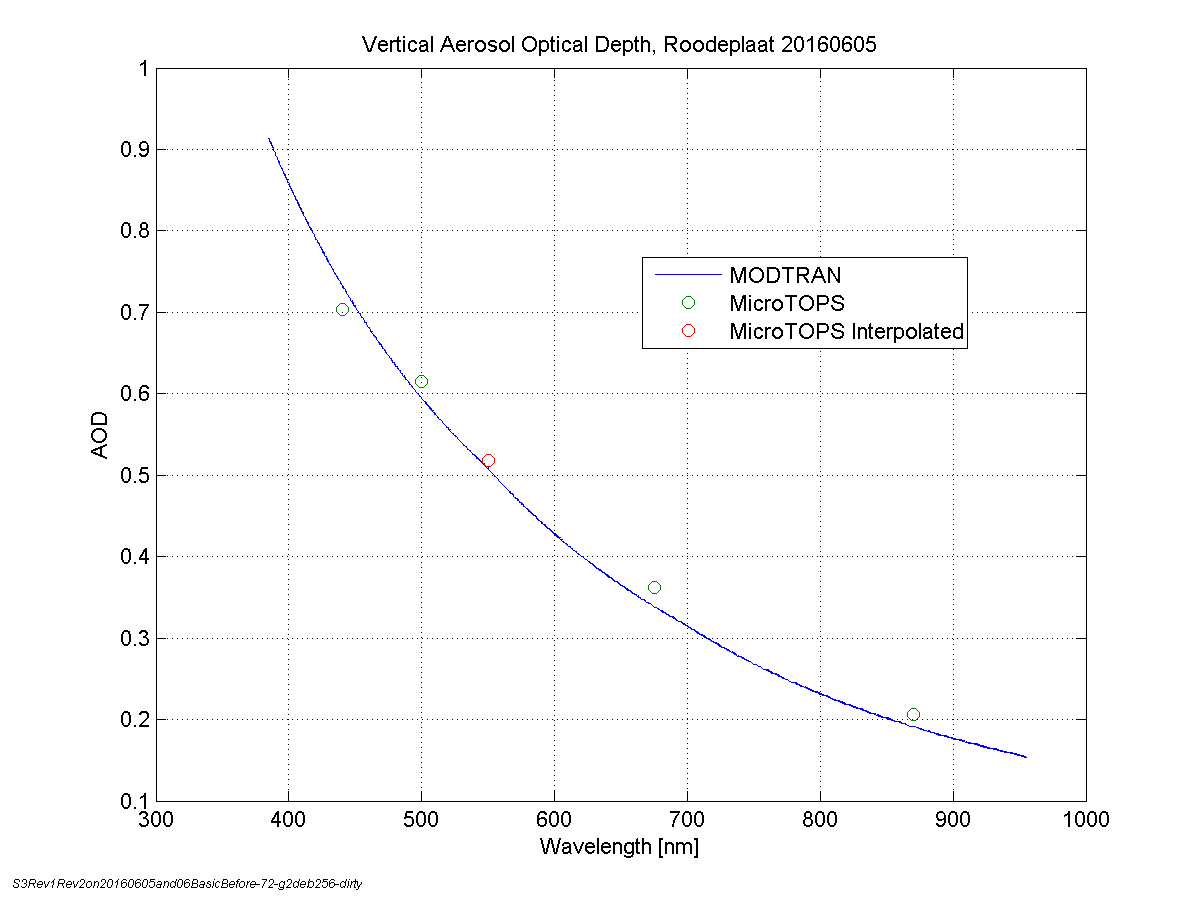 Vertical Aerosol Optical Depth, Roodeplaat 20160605
1
0.9
0.8
0.7
0.6
0.5
0.4
0.3
0.2
0.1
AOD
MODTRAN
MicroTOPS
MicroTOPS Interpolated
300 400 500 600 700 800 900 1000
Wavelength [nm]
S3Rev1Rev2on20160605and06BasicBefore-72-g2deb256-dirty